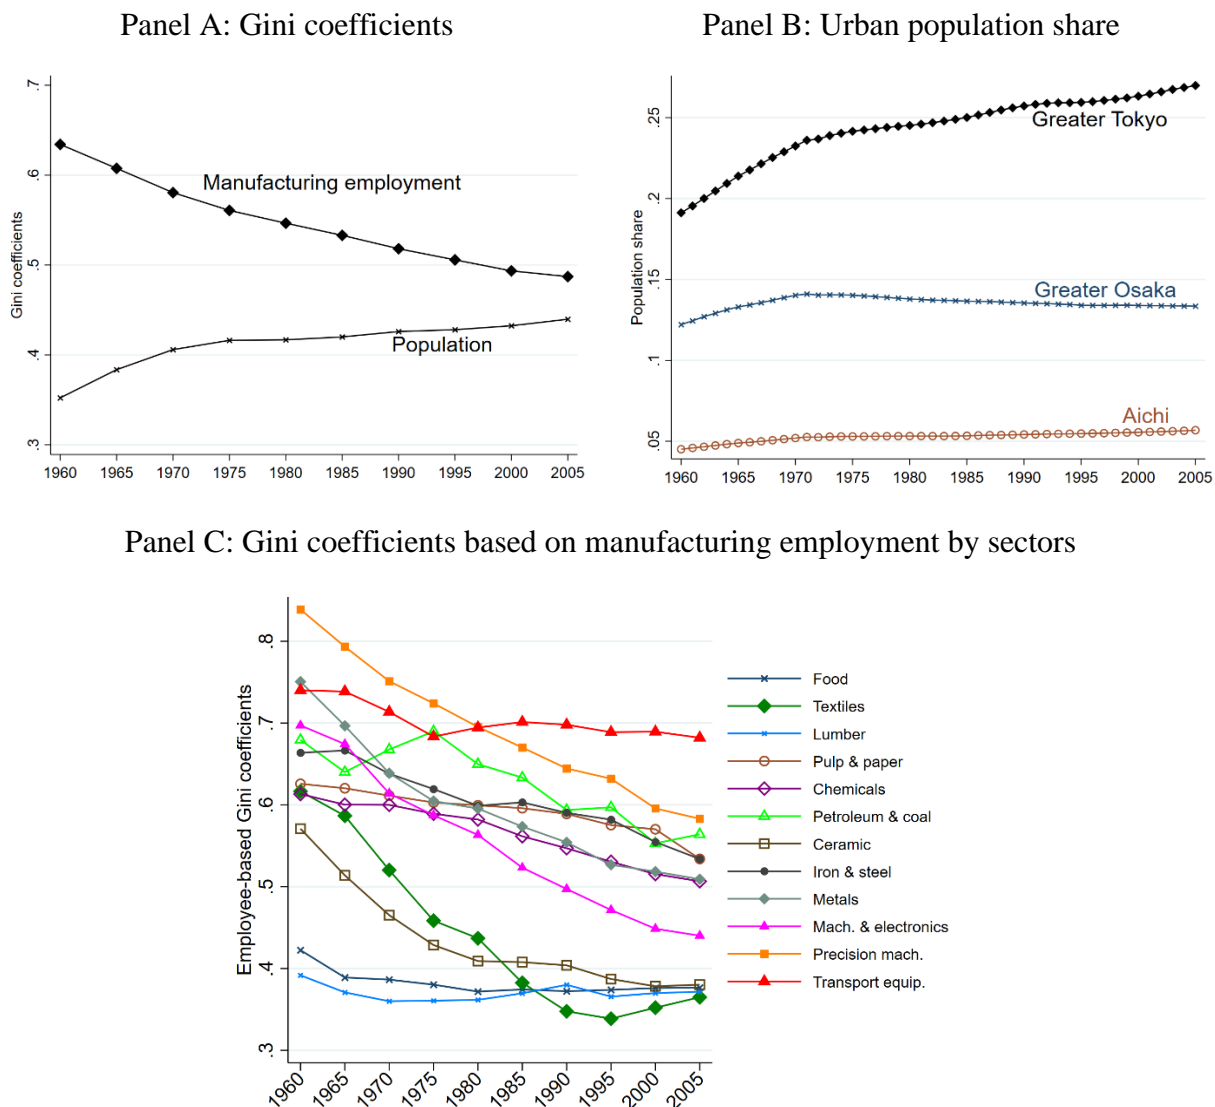 Panel A: Gini coefficients
Panel B: Urban population share
Gini coefficients
.7
.6
.5
.4
.3
Manufacturing employment
Population
1960 1965 1970 1975 1980 1985 1990 1995 2000 2005
Population share
.25
.2
.15
.1
.05
Greater Tokyo
Greater Osaka
Aichi
1960 1965 1970 1975 1980 1985 1990 1995 2000 2005
Panel C: Gini coefficients based on manufacturing employment by sectors
Employee-based Gini coefficients
.8
.7
.6
.5
.4
.3
1960 1965 1970 1975 1980 1985 1990 1995 2000 2005
Food
Textiles
Lumber
Pulp & paper
Chemicals
Petroleum & coal
Ceramic
Iron & steel
Metals
Mach. & electronics
Precision mach.
Transport equip.